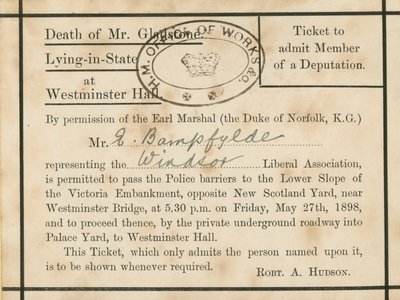 Death of Mr. Gladstone.
Lying-in-State
at
Westminster Hall.
H.M. OFFICE OF WORKS &c.
Ticket to
admit Member
of a Deputation.
By permission of the Earl Marshal (the Duke of Norfolk, K.G.)
Mr. E. Bampfylde
representing the Windsor Liberal Association,
is permitted to pass the Police barriers to the Lower Slope of
the Victoria Embankment, opposite New Scotland Yard, near
Westminster Bridge, at 5.30 p.m. on Friday, May 27th, 1898,
and to proceed thence, by the private underground roadway into
Palace Yard, to Westminster Hall.
This Ticket, which only admits the person named upon it,
is to be shown whenever required.
ROBT. A. HUDSON.